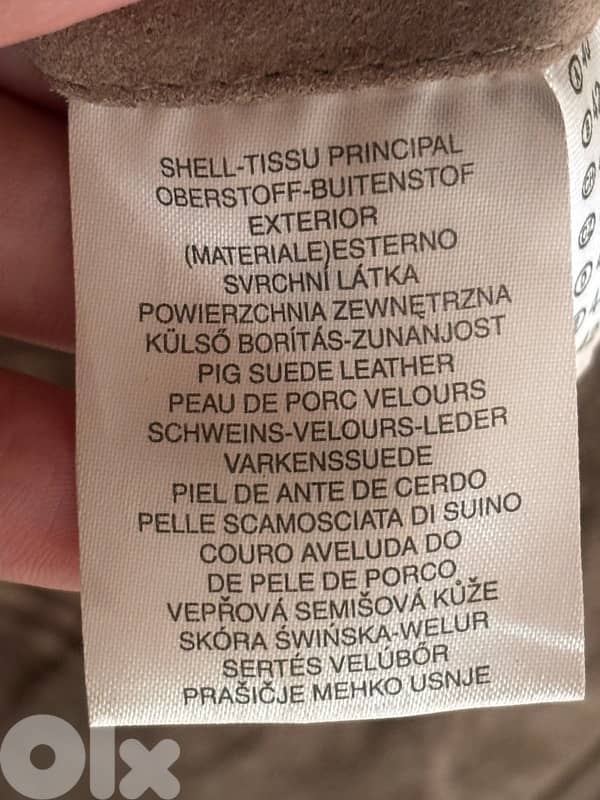 SHELL-TISSU PRINCIPAL
OBERSTOFF-BUITENSTOF
EXTERIOR
(MATERIALE)ESTERNO
SVRCHNÍ LÁTKA
POWIERZCHNIA ZEWNĘTRZNA
KÜLSŐ BORÍTÁS-ZUNANJOST
PIG SUEDE LEATHER
PEAU DE PORC VELOURS
SCHWEINS-VELOURS-LEDER
VARKENSSUEDE
PIEL DE ANTE DE CERDO
PELLE SCAMOSCIATA DI SUINO
COURO AVELUDA DO
DE PELE DE PORCO
VEPŘOVÁ SEMIŠOVÁ KŮŽE
SKÓRA ŚWIŃSKA-WELUR
SERTÉS VELÚBŐR
PRAŠIČJE MEHKO USNJE
Olx